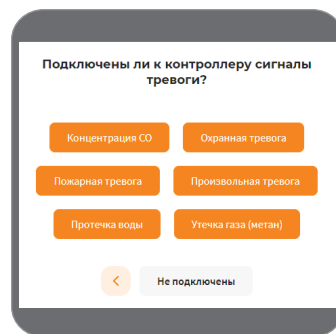 Подключены ли к контроллеру сигналы
тревоги?
Концентрация СО
Охранная тревога
Пожарная тревога
Произвольная тревога
Протечка воды
Утечка газа (метан)
Не подключены